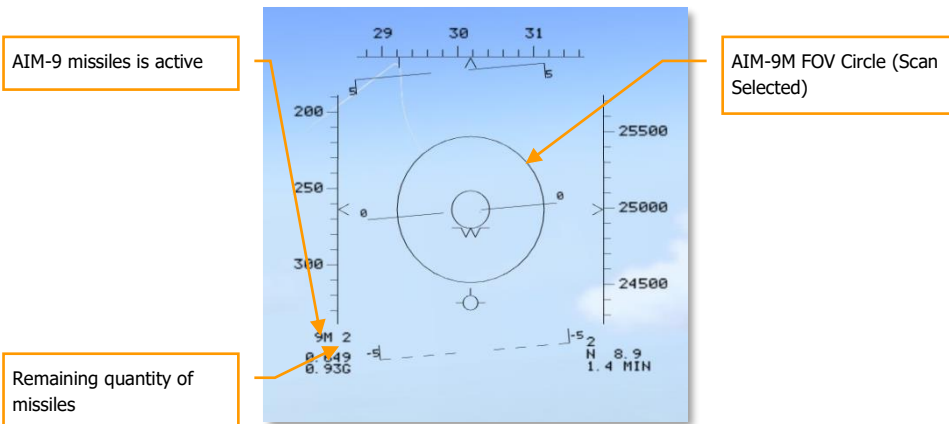 AIM-9 missiles is active
Remaining quantity of
missiles
29 30 31
5 5
200
250
300
0 0
25500
25000
24500
9M 2
0.649
0.93G
-5 -5
2
N 8.9
1.4 MIN
AIM-9M FOV Circle (Scan
Selected)